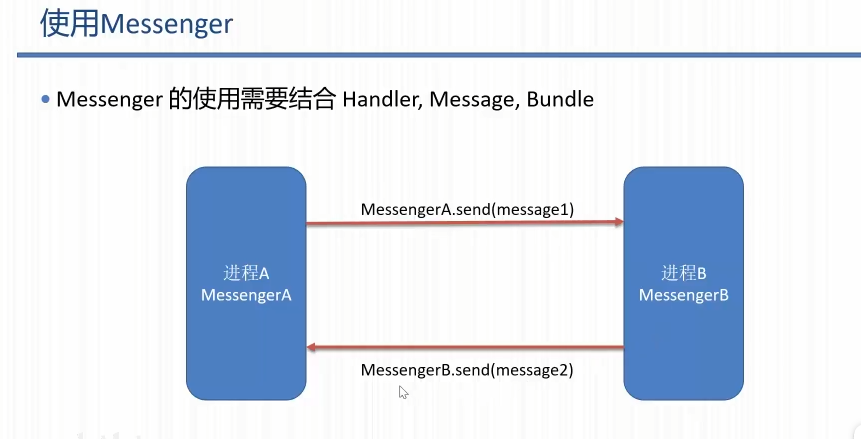 使用Messenger
Messenger 的使用需要结合 Handler, Message, Bundle
MessengerA.send(message1)
进程A
MessengerA
进程B
MessengerB
MessengerB.send(message2)